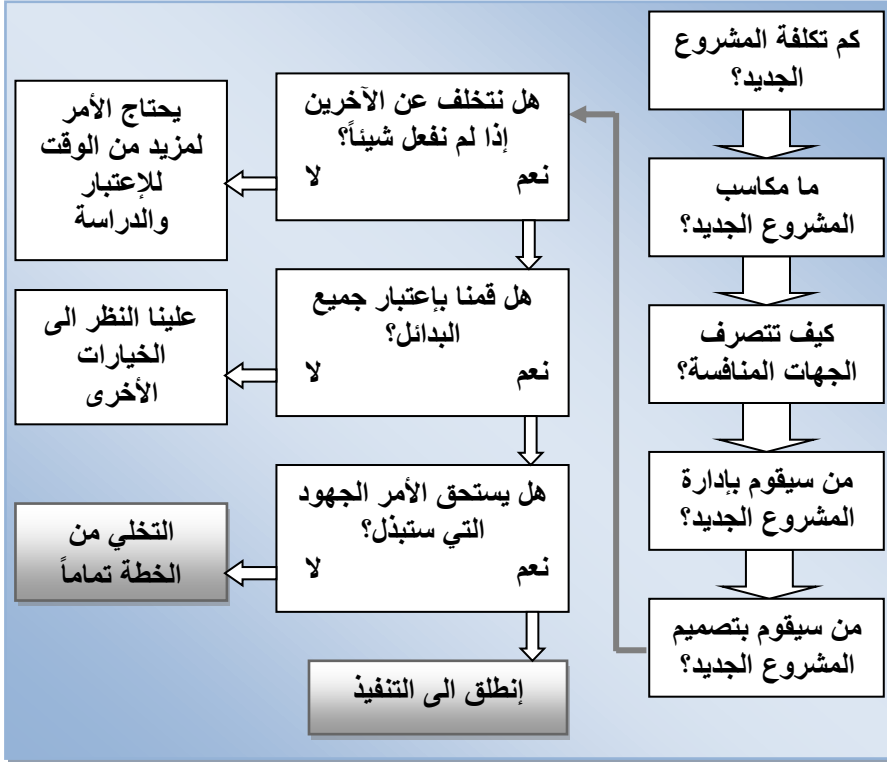 كم تكلفة المشروع
الجديد؟
ما مكاسب
المشروع الجديد؟
كيف تتصرف
الجهات المنافسة؟
من سيقوم بإدارة
المشروع الجديد؟
من سيقوم بتصميم
المشروع الجديد؟
هل نتخلف عن الآخرين
إذا لم نفعل شيئاً؟
نعم لا
يحتاج الأمر
لمزيد من الوقت
للإعتبار
والدراسة
هل قمنا بإعتبار جميع
البدائل؟
نعم لا
علينا النظر الى
الخيارات
الأخرى
هل يستحق الأمر الجهود
التي ستبذل؟
نعم لا
التخلي من
الخطة تماماً
إنطلق الى التنفيذ